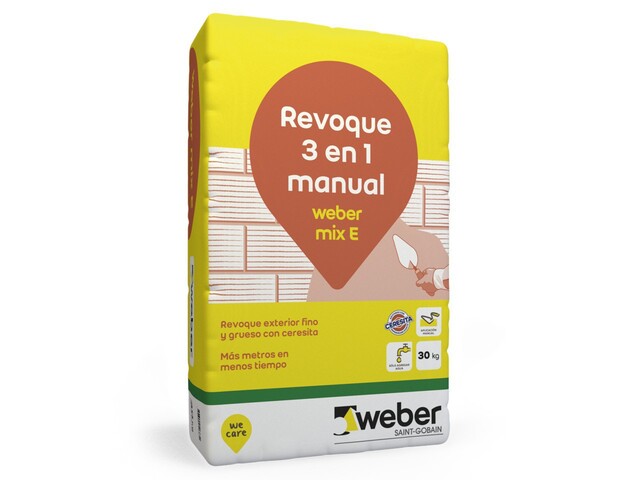 Revoque
3 en 1
manual
weber
mix E
Revoque exterior fino
y grueso con ceresita
Más metros en
menos tiempo
CERESITA
30 kg
we
care
weber
SAINT-GOBAIN